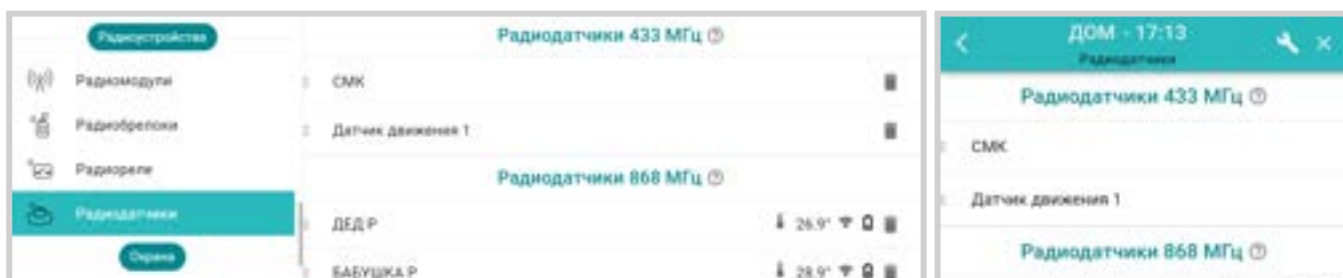 Радиоустройства
Радиомодули
Радиобрелоки
Радиореле
Радиодатчики
Охрана
Радиодатчики 433 МГц
СМК
Датчик движения 1
Радиодатчики 868 МГц
ДЕД Р
26.9°
БАБУШКА Р
28.9°
ДОМ - 17:13
Радиодатчики
Радиодатчики 433 МГц
СМК
Датчик движения 1
Радиодатчики 868 МГц